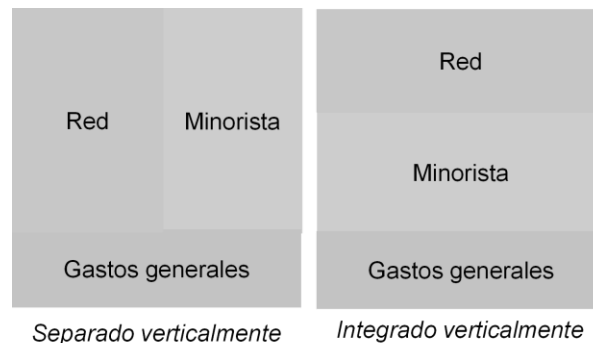 Red
Minorista
Gastos generales
Separado verticalmente
Red
Minorista
Gastos generales
Integrado verticalmente